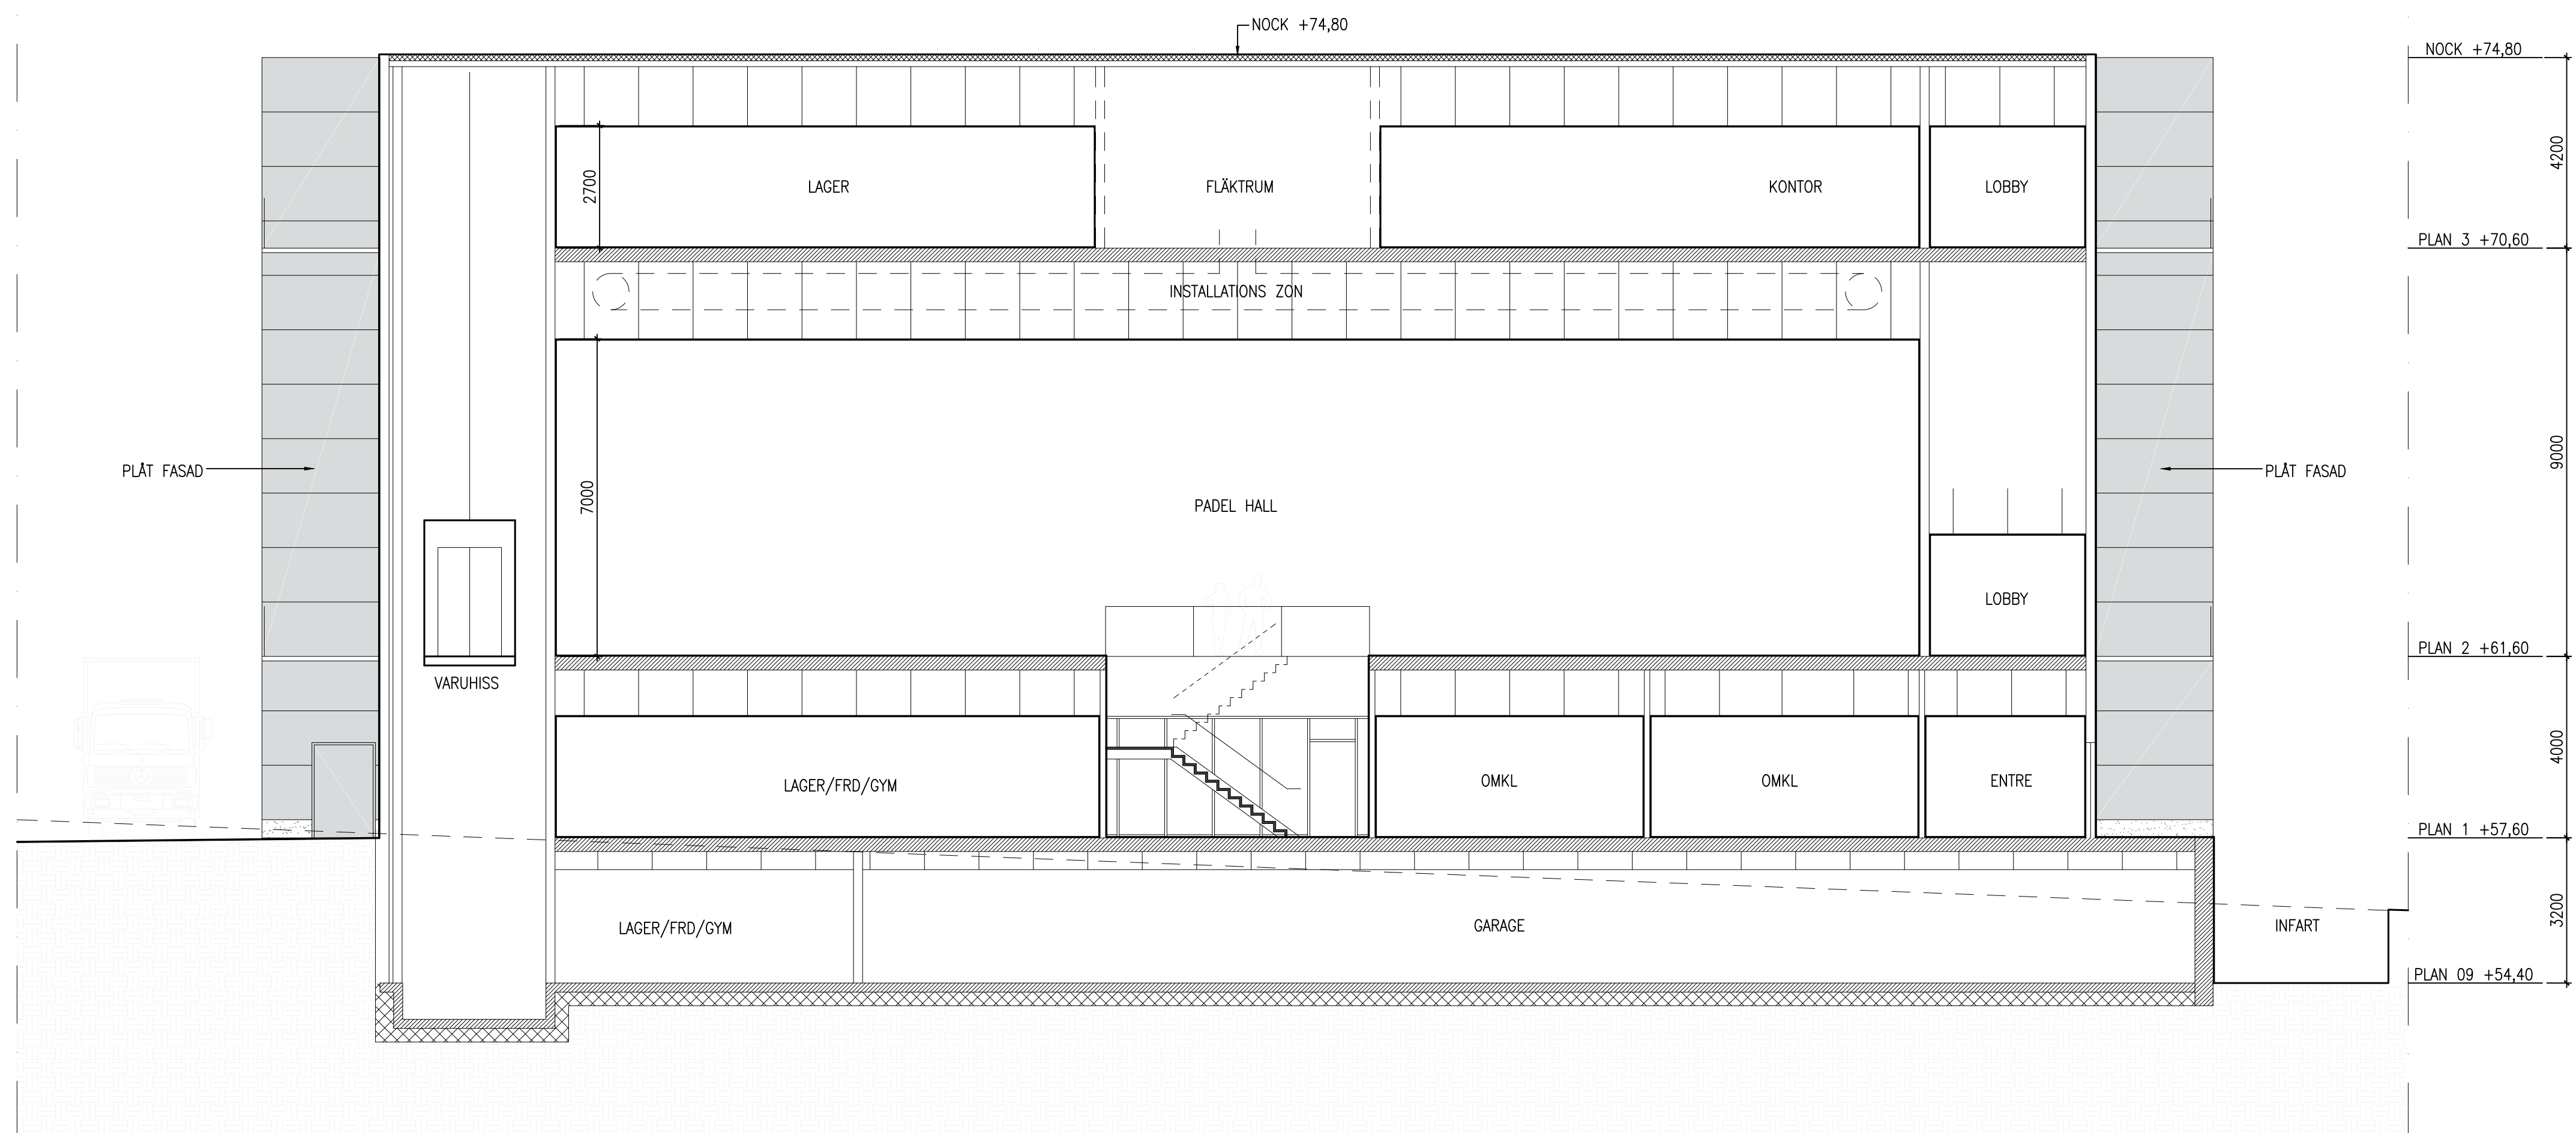 NOCK +74,80
NOCK +74,80
4200
2700
LAGER
FLÄKTRUM
KONTOR
LOBBY
PLAN 3 +70,60
INSTALLATIONS ZON
PLÅT FASAD
7000
PADEL HALL
PLÅT FASAD
9000
LOBBY
VARUHISS
PLAN 2 +61,60
LAGER/FRD/GYM
OMKL
OMKL
ENTRE
4000
PLAN 1 +57,60
LAGER/FRD/GYM
GARAGE
INFART
3200
PLAN 09 +54,40